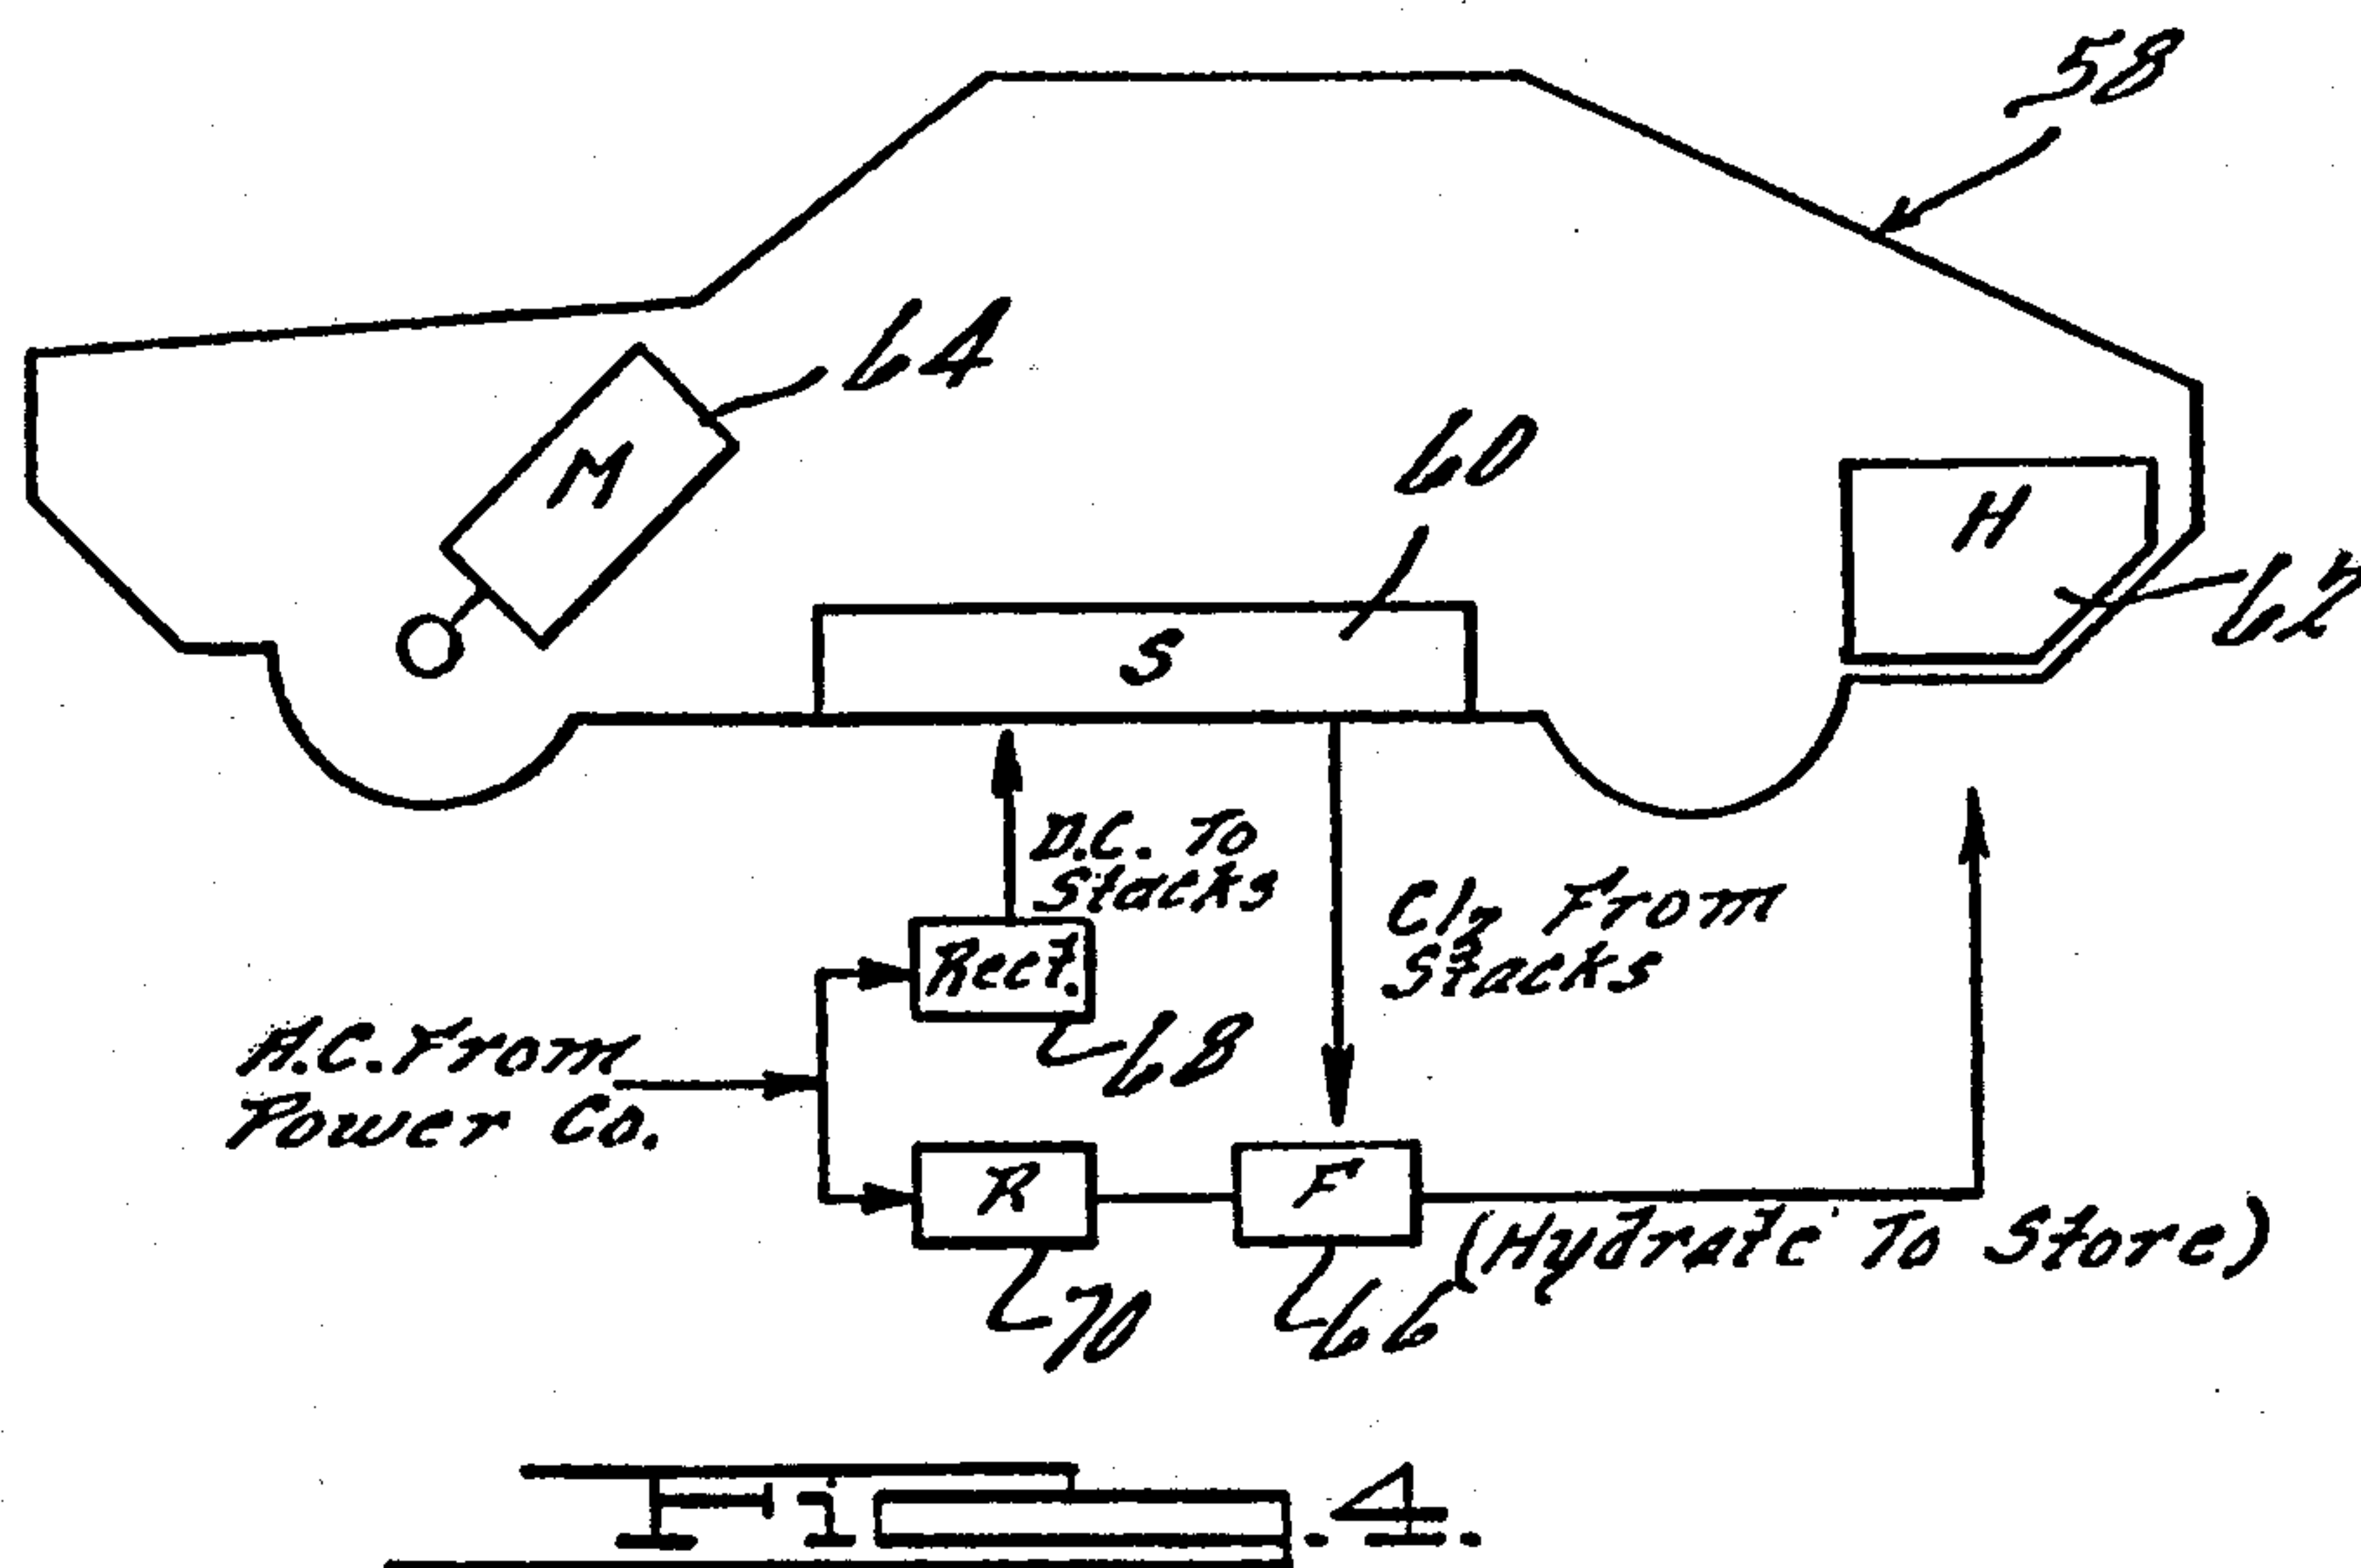 58
64
M
60
H
S
62
D.C. To
Stacks
Cl2 From
Stacks
Rect.
A.C. From
Power Co.
68
R
F
(Hydrate To Store)
70
66
Fig. 4.